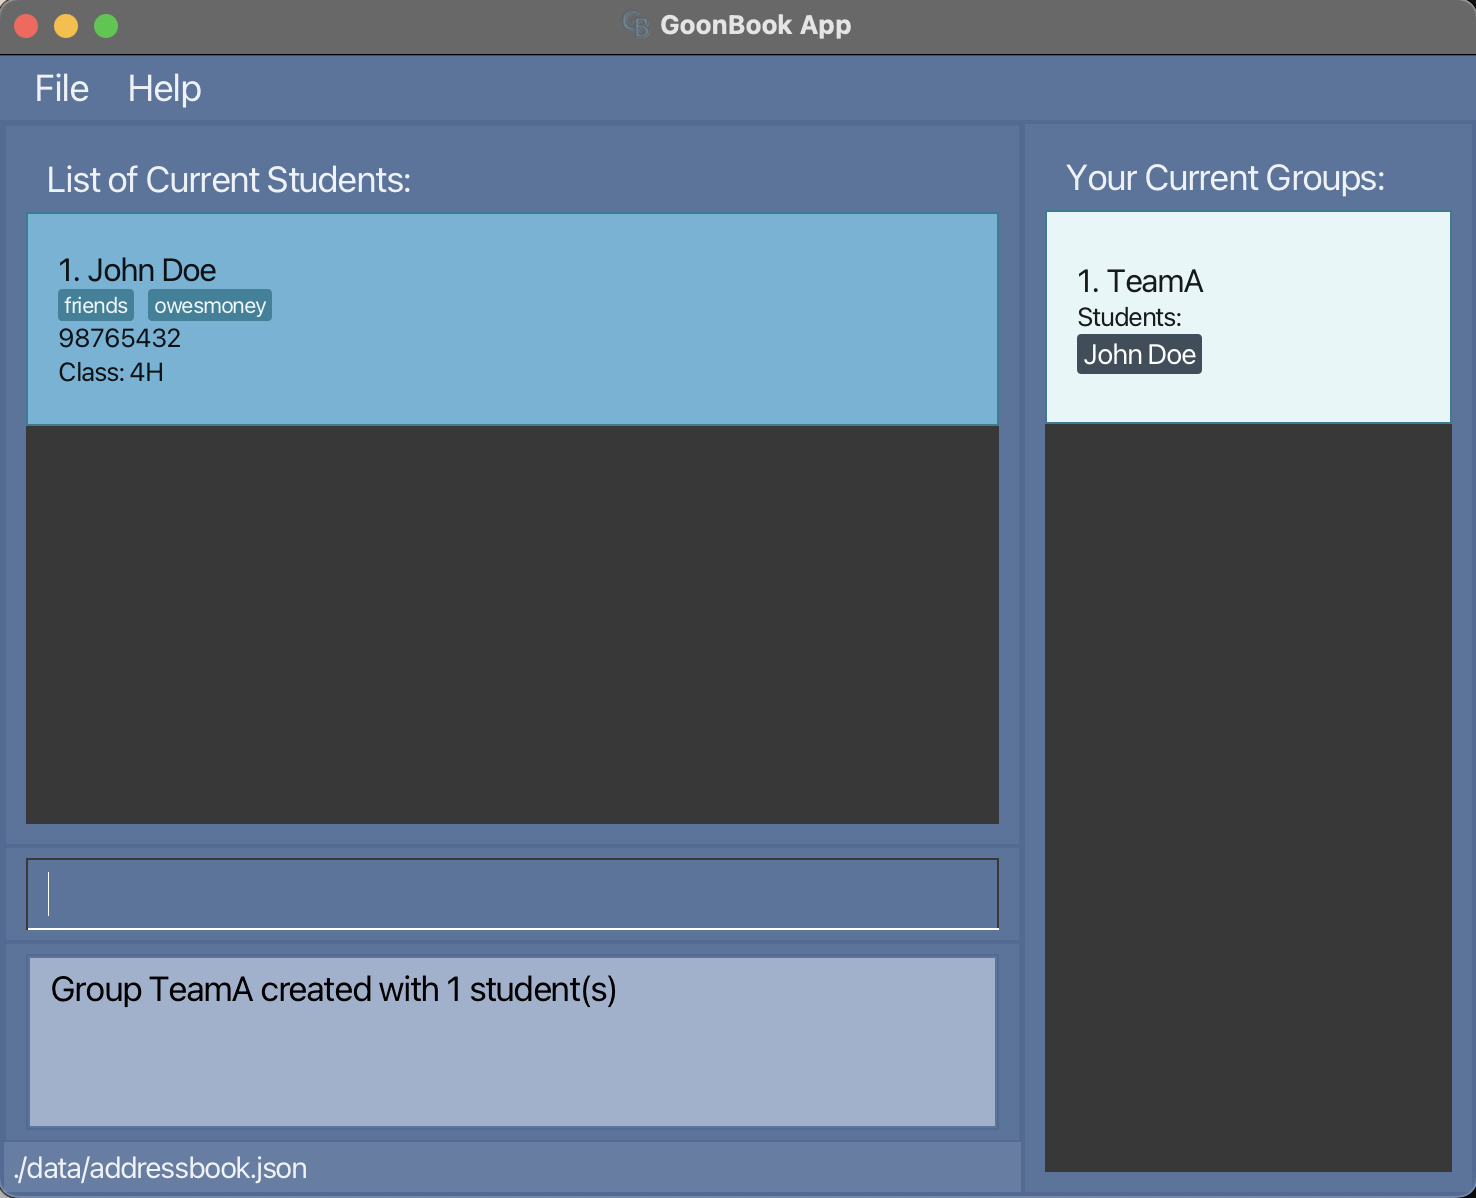 GoonBook App
File Help
List of Current Students:
1. John Doe
friends owesmoney
98765432
Class: 4H
Your Current Groups:
1. TeamA
Students:
John Doe
Group TeamA created with 1 student(s)
./data/addressbook.json